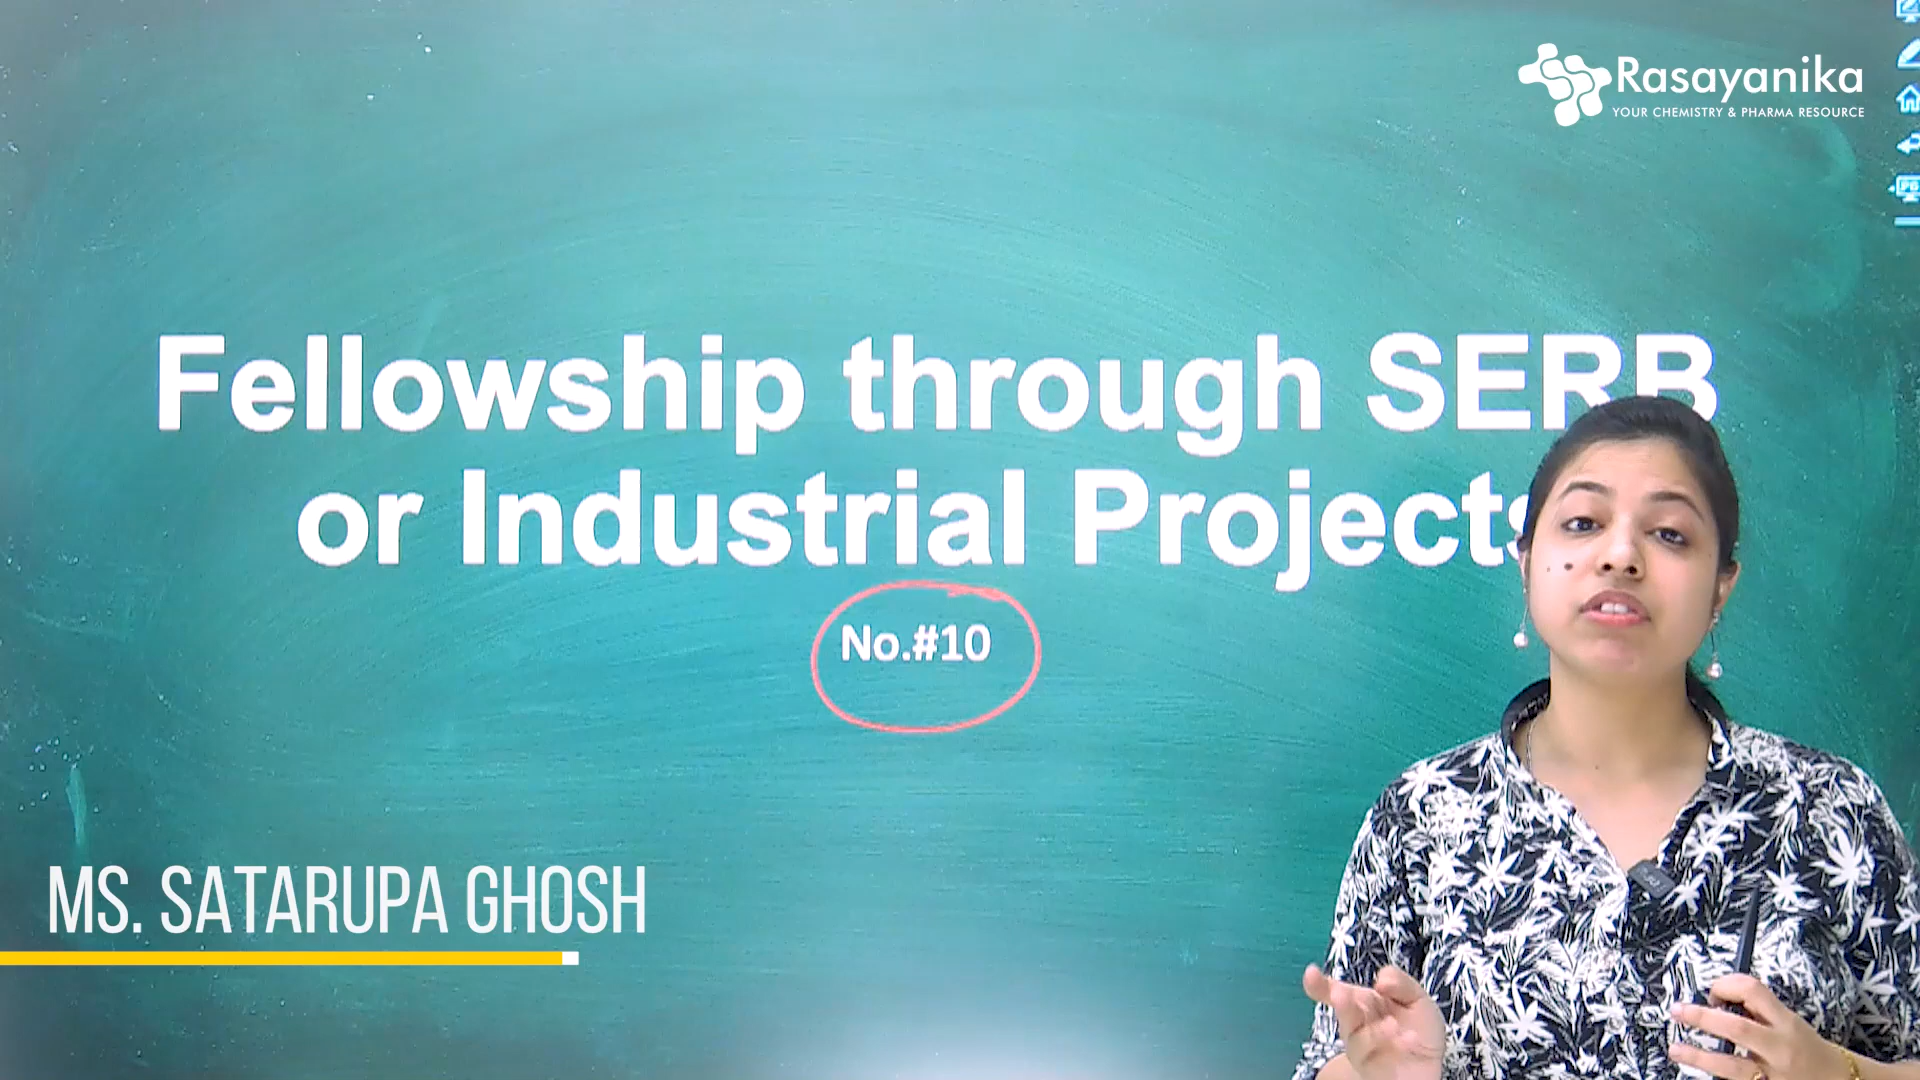 Rasayanika
YOUR CHEMISTRY & PHARMA RESOURCE
Fellowship through SERB
or Industrial Projects
No.#10
MS. SATARUPA GHOSH